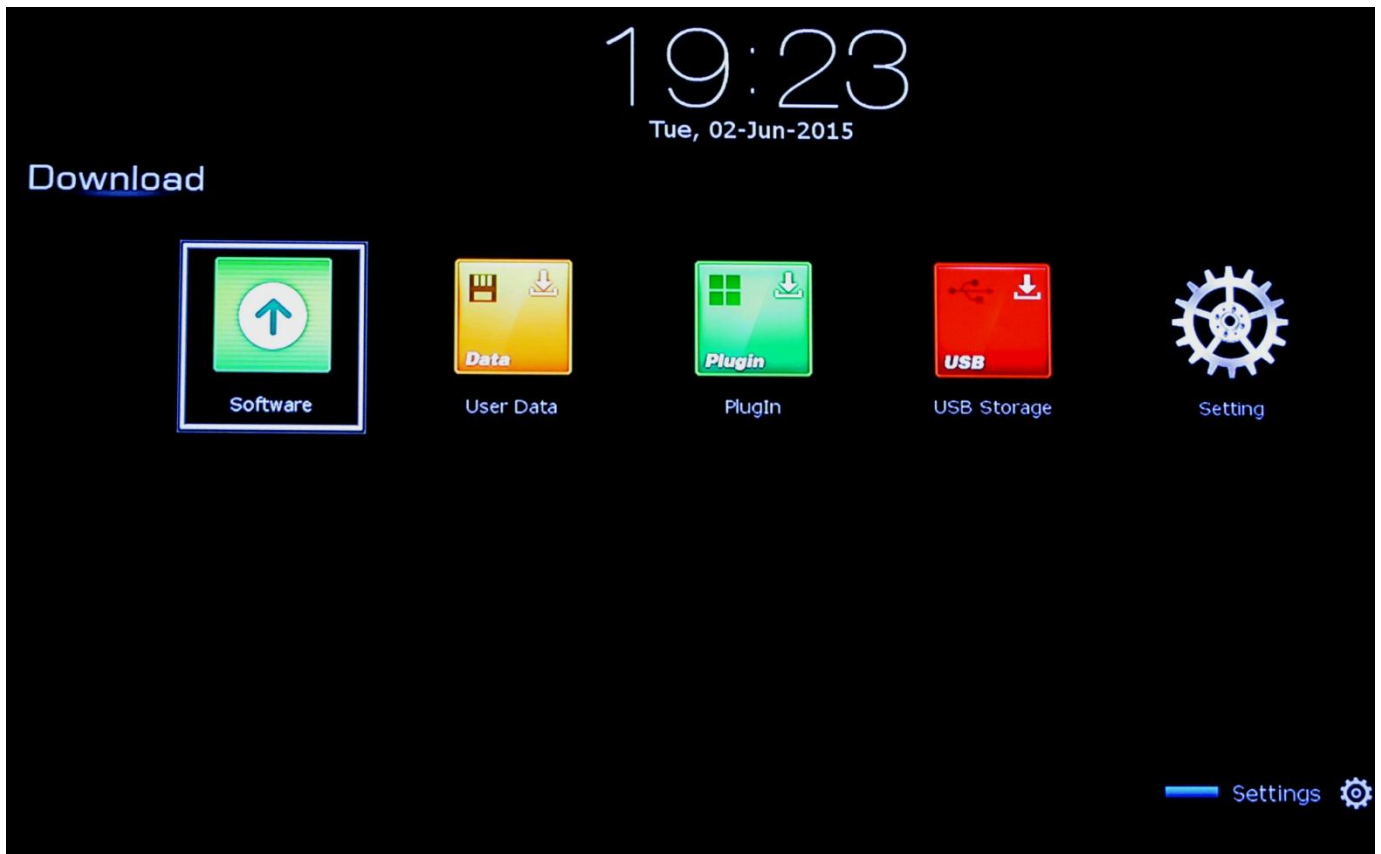 19:23
Tue, 02-Jun-2015
Download
Data
Plugin
USB
Software
User Data
PlugIn
USB Storage
Setting
Settings